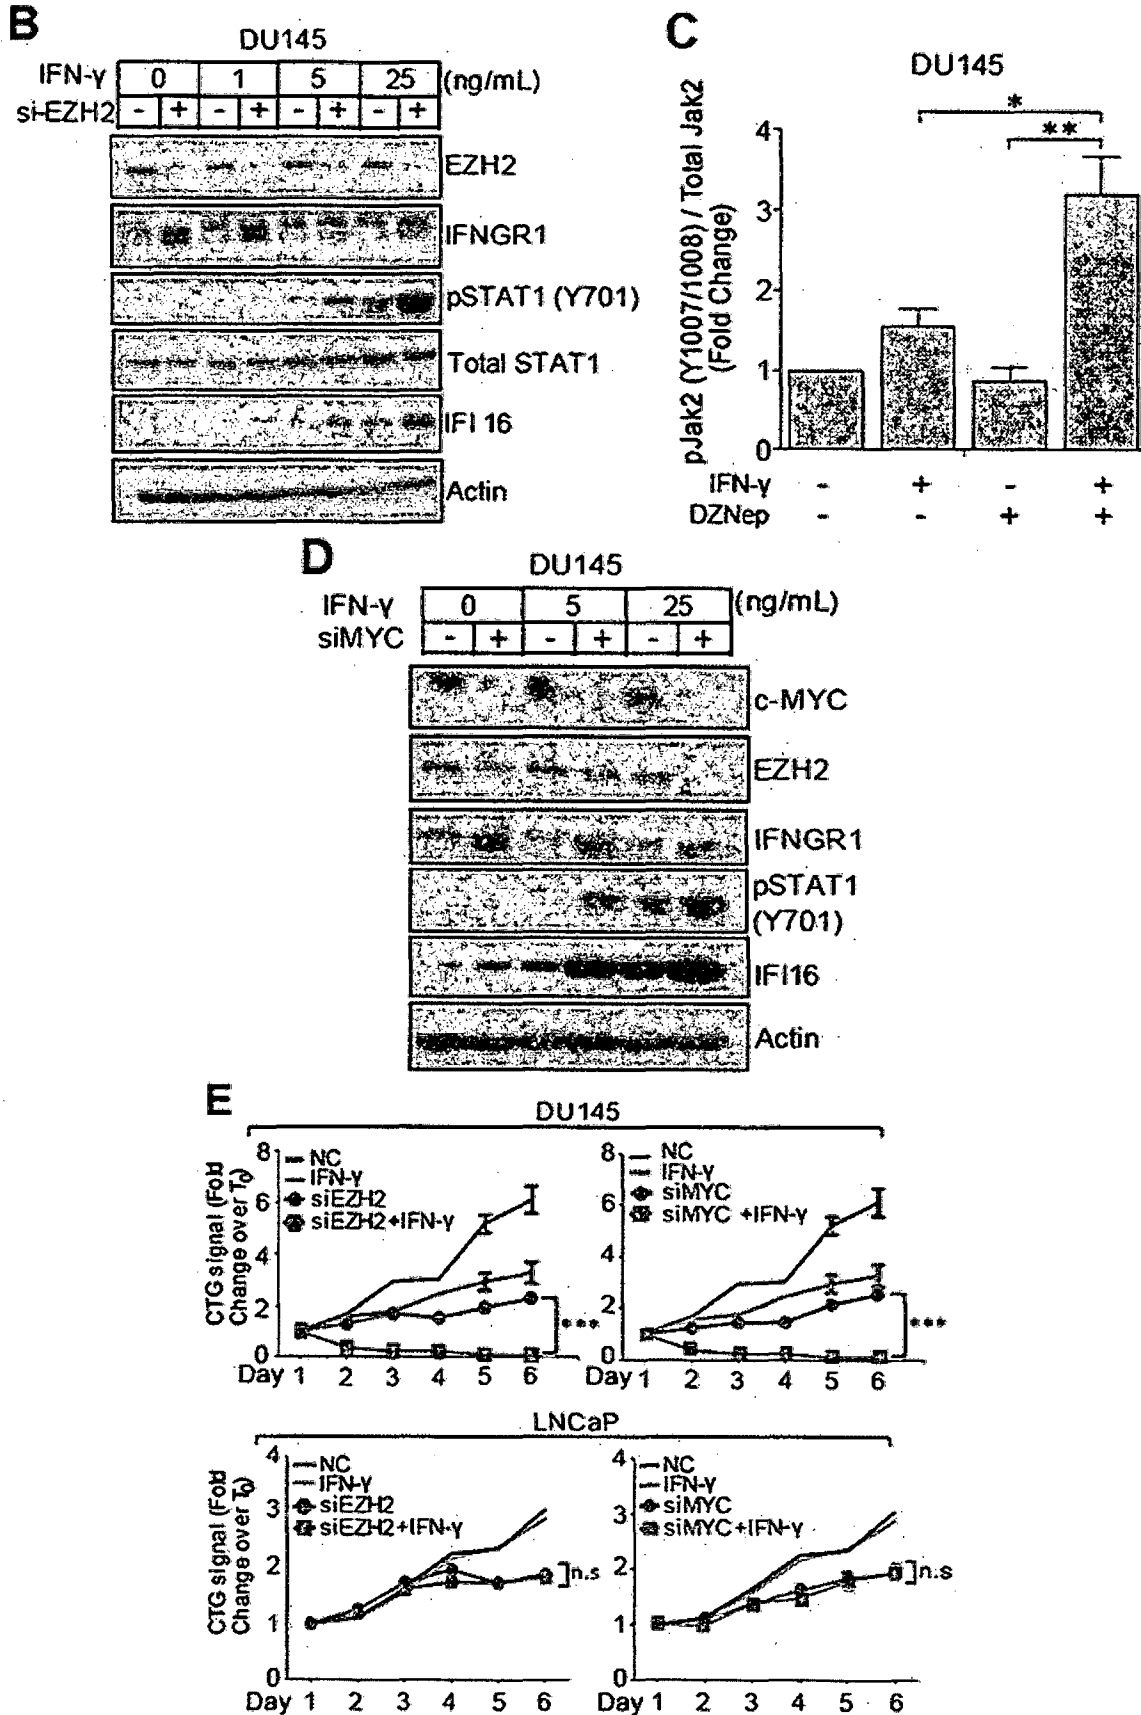 B
DU145
IFN-γ 0 1 5 25 (ng/mL)
si-EZH2 - + - + - + - +
EZH2
IFNGR1
pSTAT1 (Y701)
Total STAT1
IFI 16
Actin
C
DU145
pJak2 (Y1007/1008) / Total Jak2
(Fold Change)
*
**
4
3
2
1
0
IFN-γ - + - +
DZNep - - + +
D
DU145
IFN-γ 0 5 25 (ng/mL)
siMYC - + - + - +
c-MYC
EZH2
IFNGR1
pSTAT1
(Y701)
IFI16
Actin
E
DU145
CTG signal (Fold
Change over T0)
8
6
4
2
0
NC
IFN-γ
siEZH2
siEZH2+IFN-γ
***
Day 1 2 3 4 5 6
8
6
4
2
0
NC
IFN-γ
siMYC
siMYC +IFN-γ
***
Day 1 2 3 4 5 6
LNCaP
CTG signal (Fold
Change over T0)
4
3
2
1
0
NC
IFN-γ
siEZH2
siEZH2+IFN-γ
n.s
Day 1 2 3 4 5 6
4
3
2
1
0
NC
IFN-γ
siMYC
siMYC+IFN-γ
n.s
Day 1 2 3 4 5 6